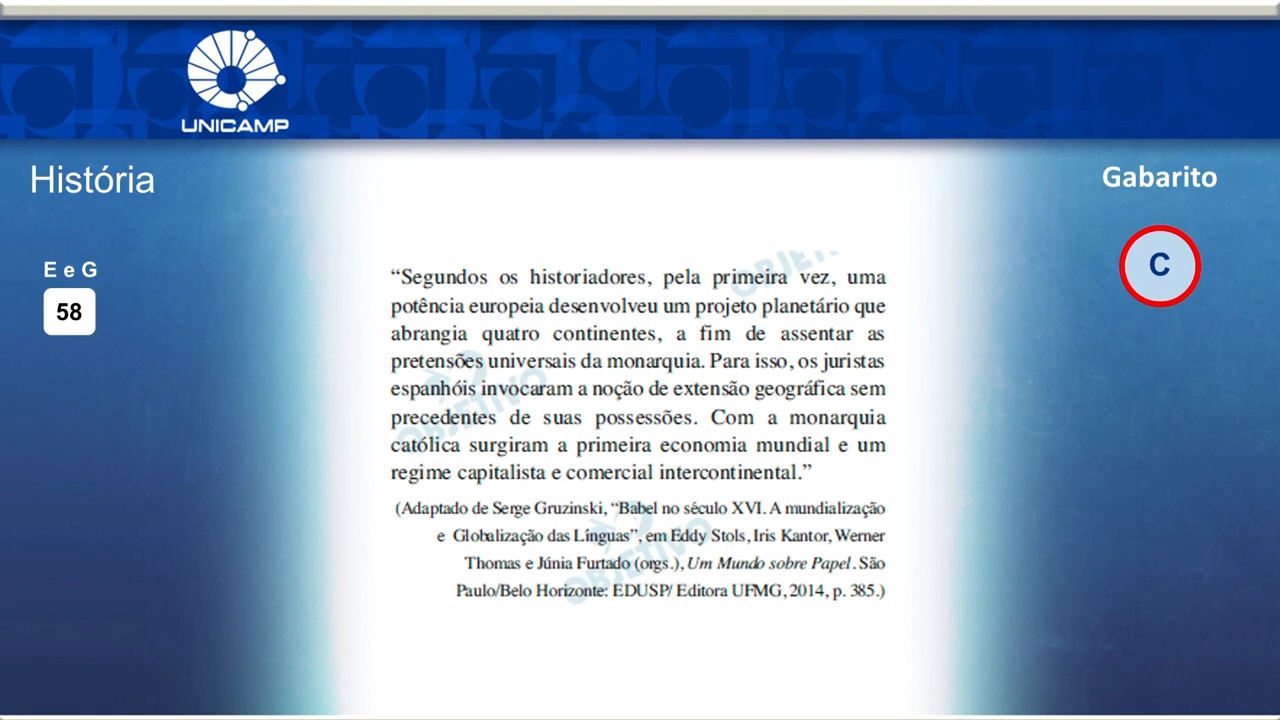 UNICAMP
História
Gabarito
C
E e G
58
“Segundos os historiadores, pela primeira vez, uma
potência europeia desenvolveu um projeto planetário que
abrangia quatro continentes, a fim de assentar as
pretensões universais da monarquia. Para isso, os juristas
espanhóis invocaram a noção de extensão geográfica sem
precedentes de suas possessões. Com a monarquia
católica surgiram a primeira economia mundial e um
regime capitalista e comercial intercontinental.”
(Adaptado de Serge Gruzinski, “Babel no século XVI. A mundialização
e Globalização das Línguas”, em Eddy Stols, Iris Kantor, Werner
Thomas e Júnia Furtado (orgs.), Um Mundo sobre Papel. São
Paulo/Belo Horizonte: EDUSP/ Editora UFMG, 2014, p. 385.)
OBJETIVO
OBJETIVO
OBJETIVO